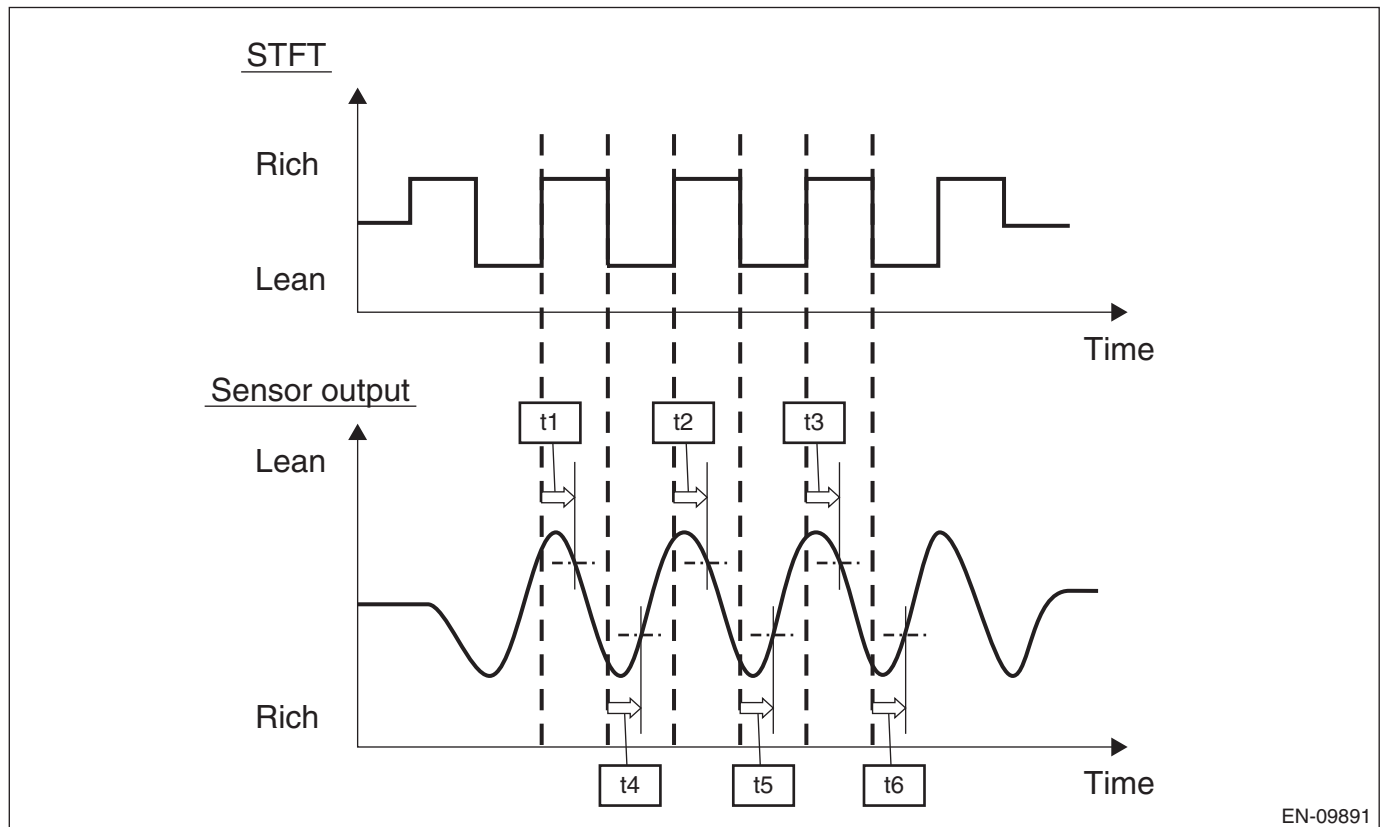 STFT
Rich
Lean
Time
Sensor output
t1
t2
t3
Lean
Rich
t4
t5
t6
Time
EN-09891